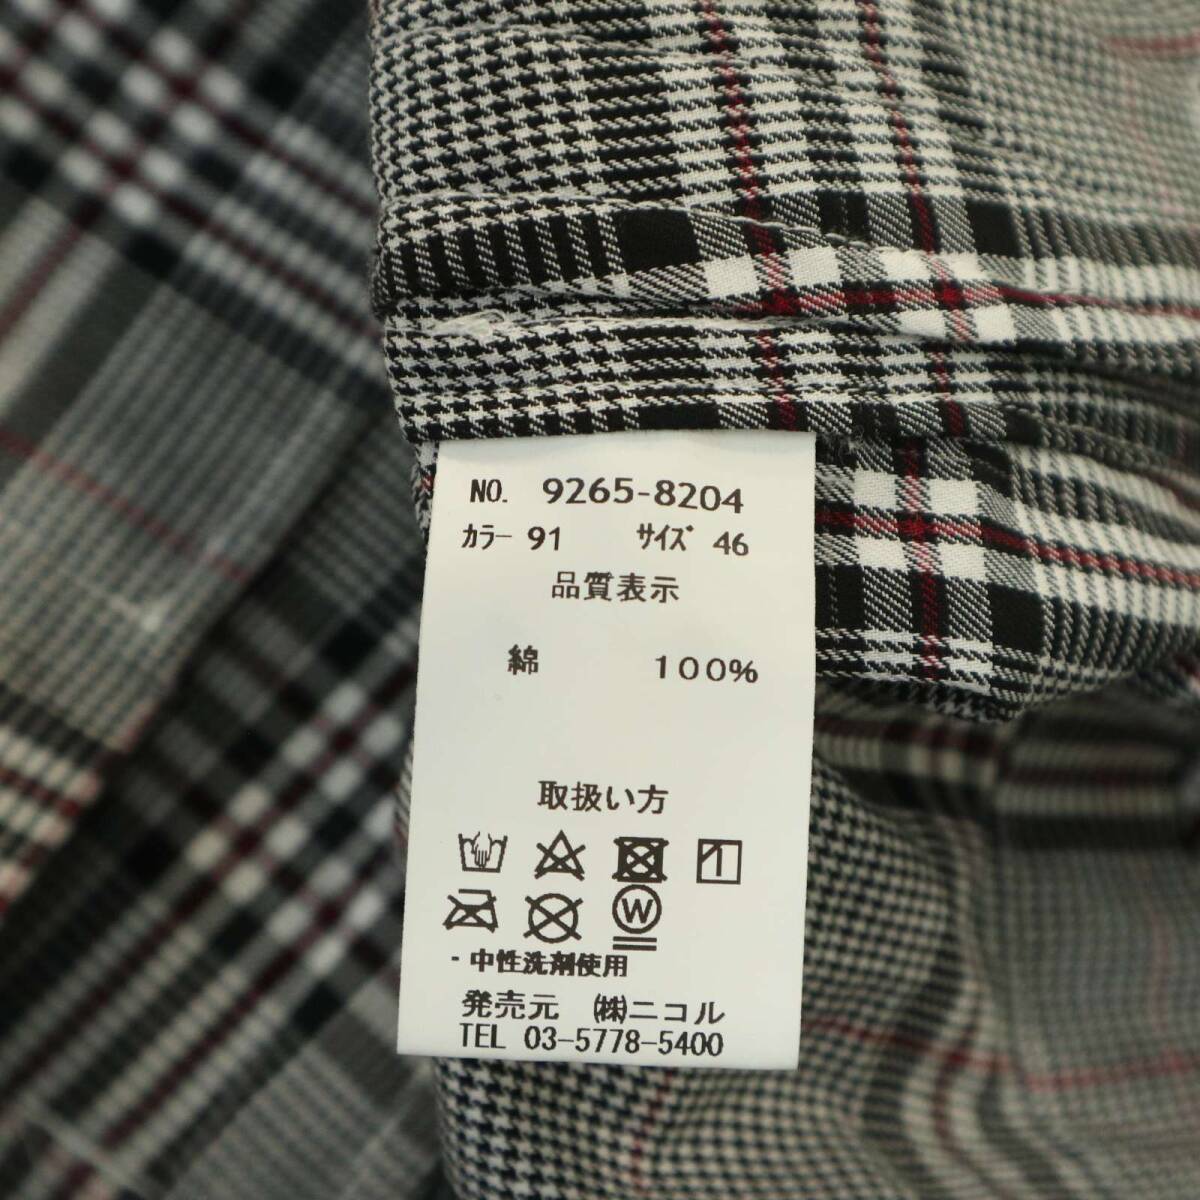 NO. 9265-8204
カラー 91 サイズ 46
品質表示
綿 100%
取扱い方
W
・中性洗剤使用
発売元 ㈱ニコル
TEL 03-5778-5400